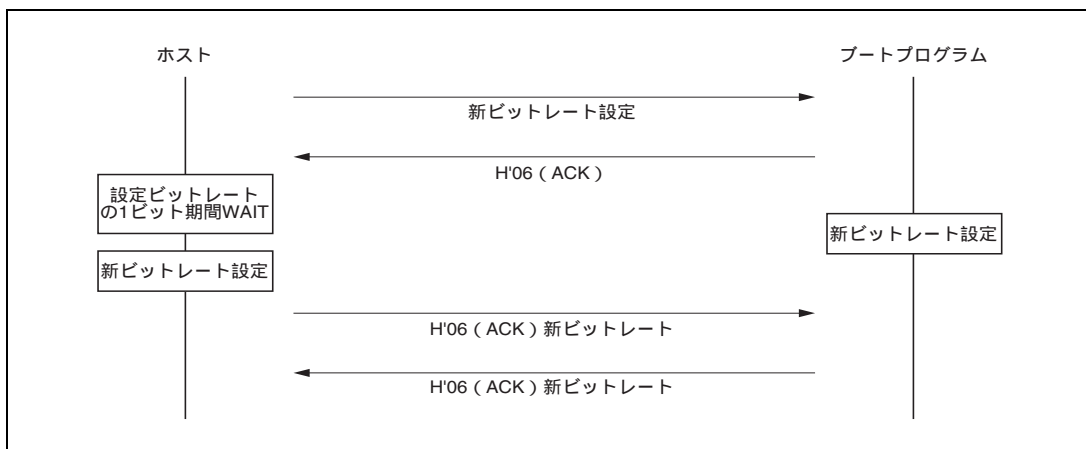 ホスト
ブートプログラム
新ビットレート設定
H'06 ( ACK )
設定ビットレート
の1ビット期間WAIT
新ビットレート設定
新ビットレート設定
H'06 ( ACK ) 新ビットレート
H'06 ( ACK ) 新ビットレート